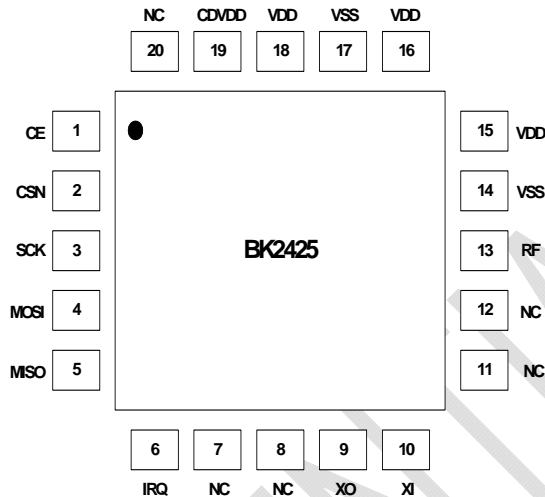 NC CDVDD VDD VSS VDD
20 19 18 17 16
CE 1 15 VDD
CSN 2 14 VSS
SCK 3 BK2425 13 RF
MOSI 4 12 NC
MISO 5 11 NC
6 7 8 9 10
IRQ NC NC XO XI